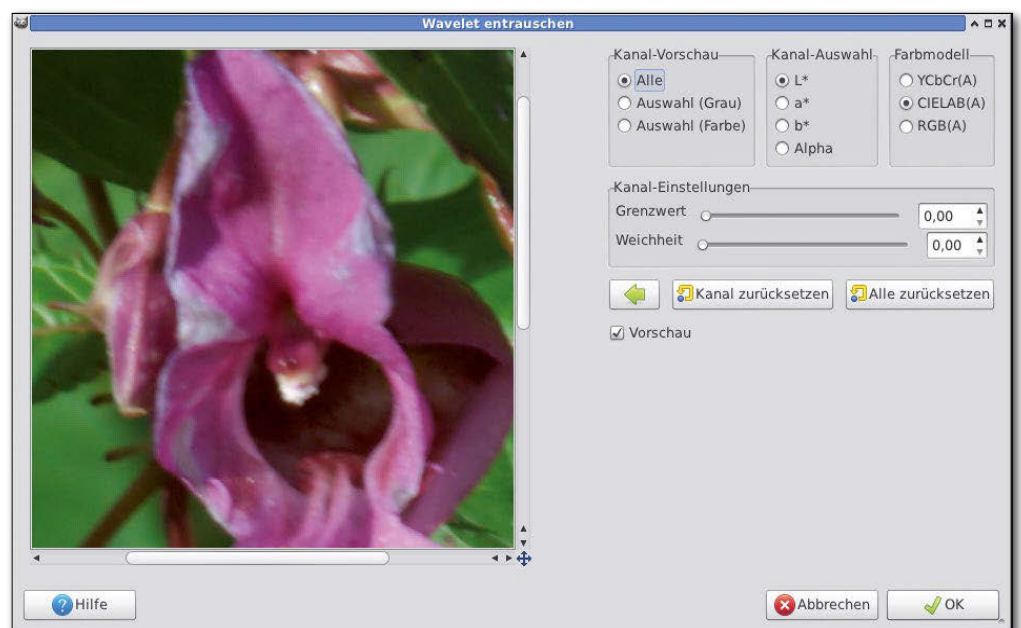 Wavelet entrauschen
Kanal-Vorschau
Alle
Auswahl (Grau)
Auswahl (Farbe)
Kanal-Auswahl
L*
a*
b*
Alpha
Farbmodell
YCbCr(A)
CIELAB(A)
RGB(A)
Kanal-Einstellungen
Grenzwert 0,00
Weichheit 0,00
Kanal zurücksetzen Alle zurücksetzen
Vorschau
Hilfe Abbrechen OK